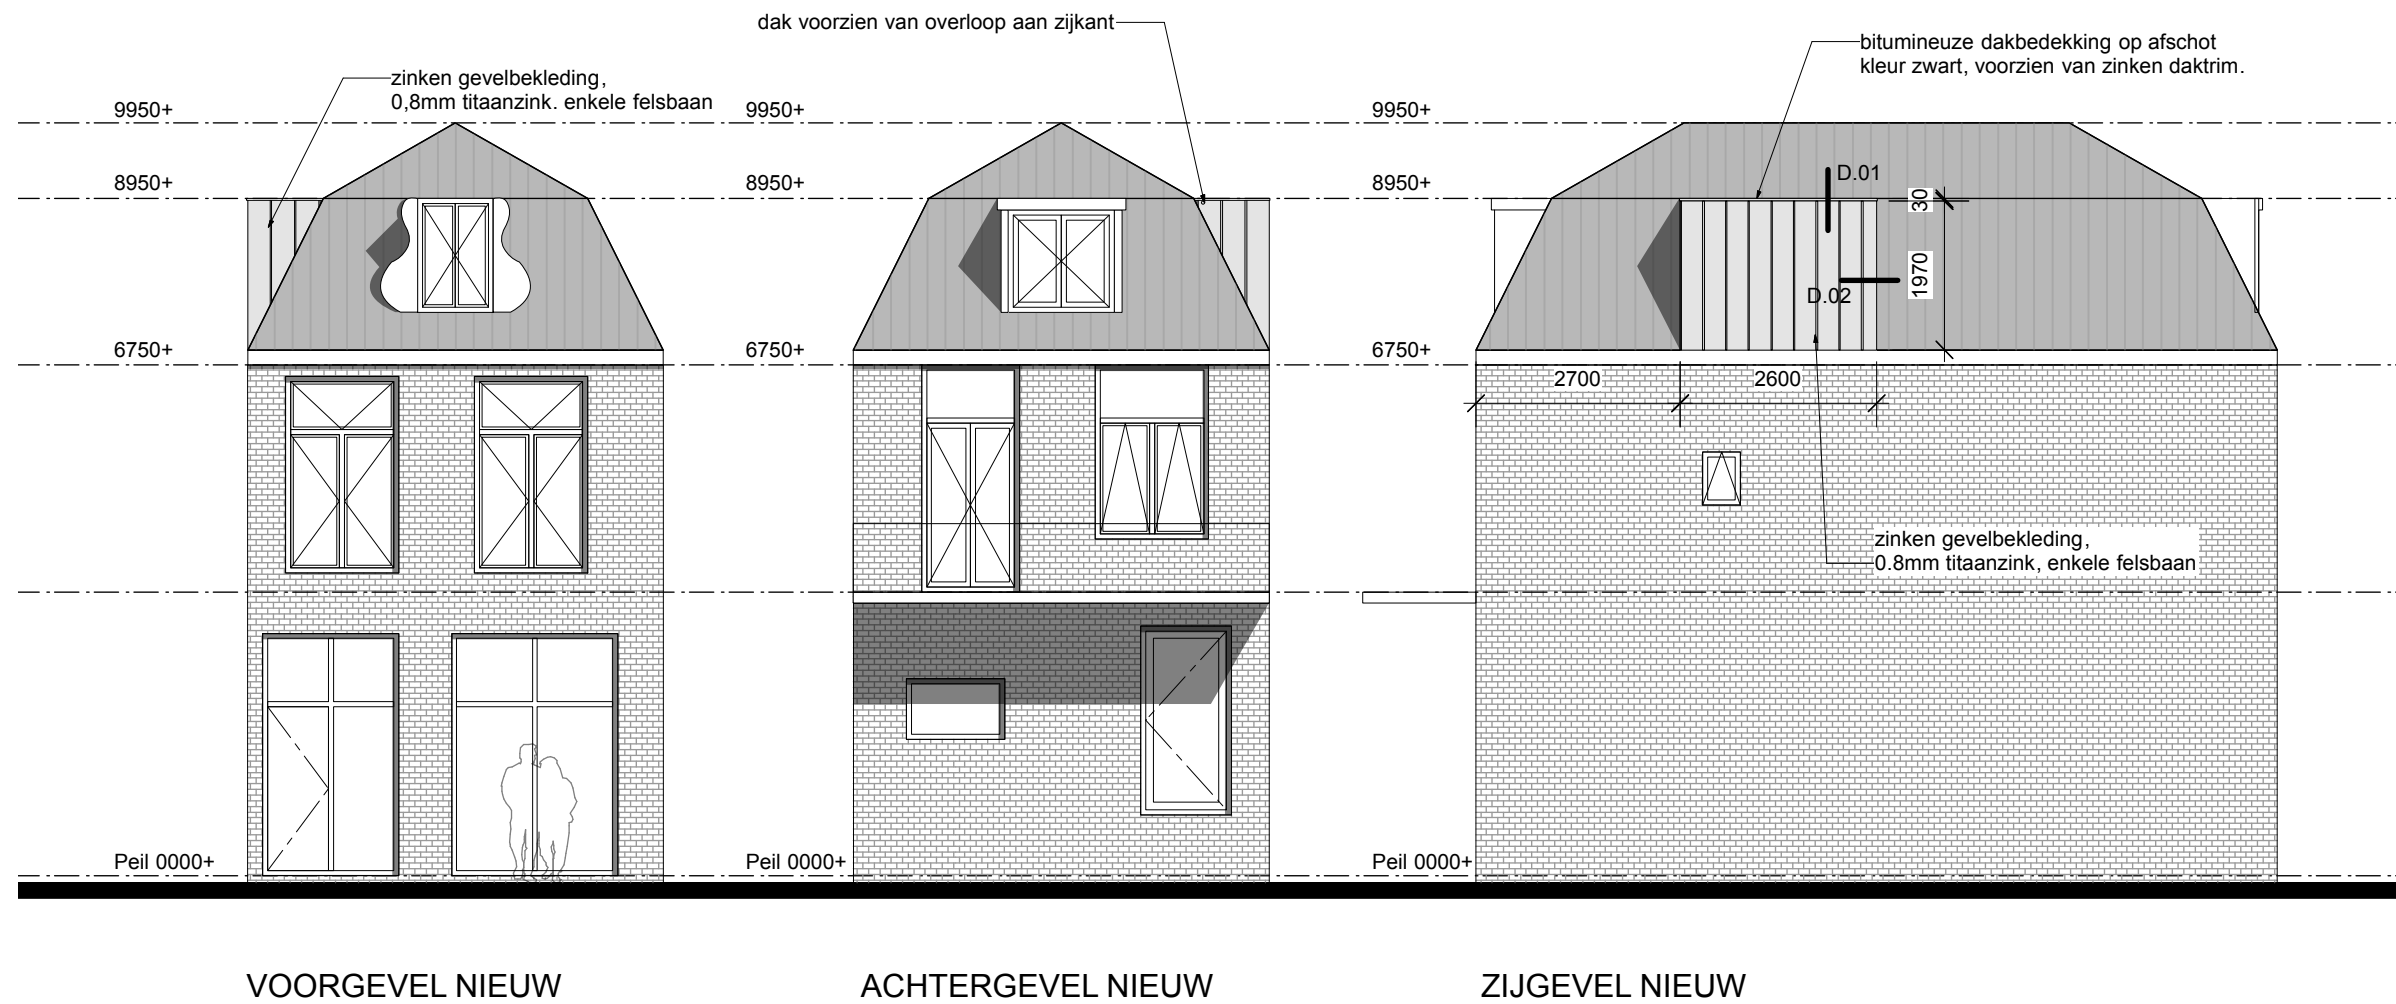 dak voorzien van overloop aan zijkant
bitumineuze dakbedekking op afschot
kleur zwart, voorzien van zinken daktrim.
zinken gevelbekleding,
0,8mm titaanzink. enkele felsbaan
9950+
9950+
9950+
8950+
8950+
8950+
D.01
30
1970
D.02
6750+
6750+
6750+
2700
2600
zinken gevelbekleding,
0.8mm titaanzink, enkele felsbaan
Peil 0000+
Peil 0000+
Peil 0000+
VOORGEVEL NIEUW
ACHTERGEVEL NIEUW
ZIJGEVEL NIEUW